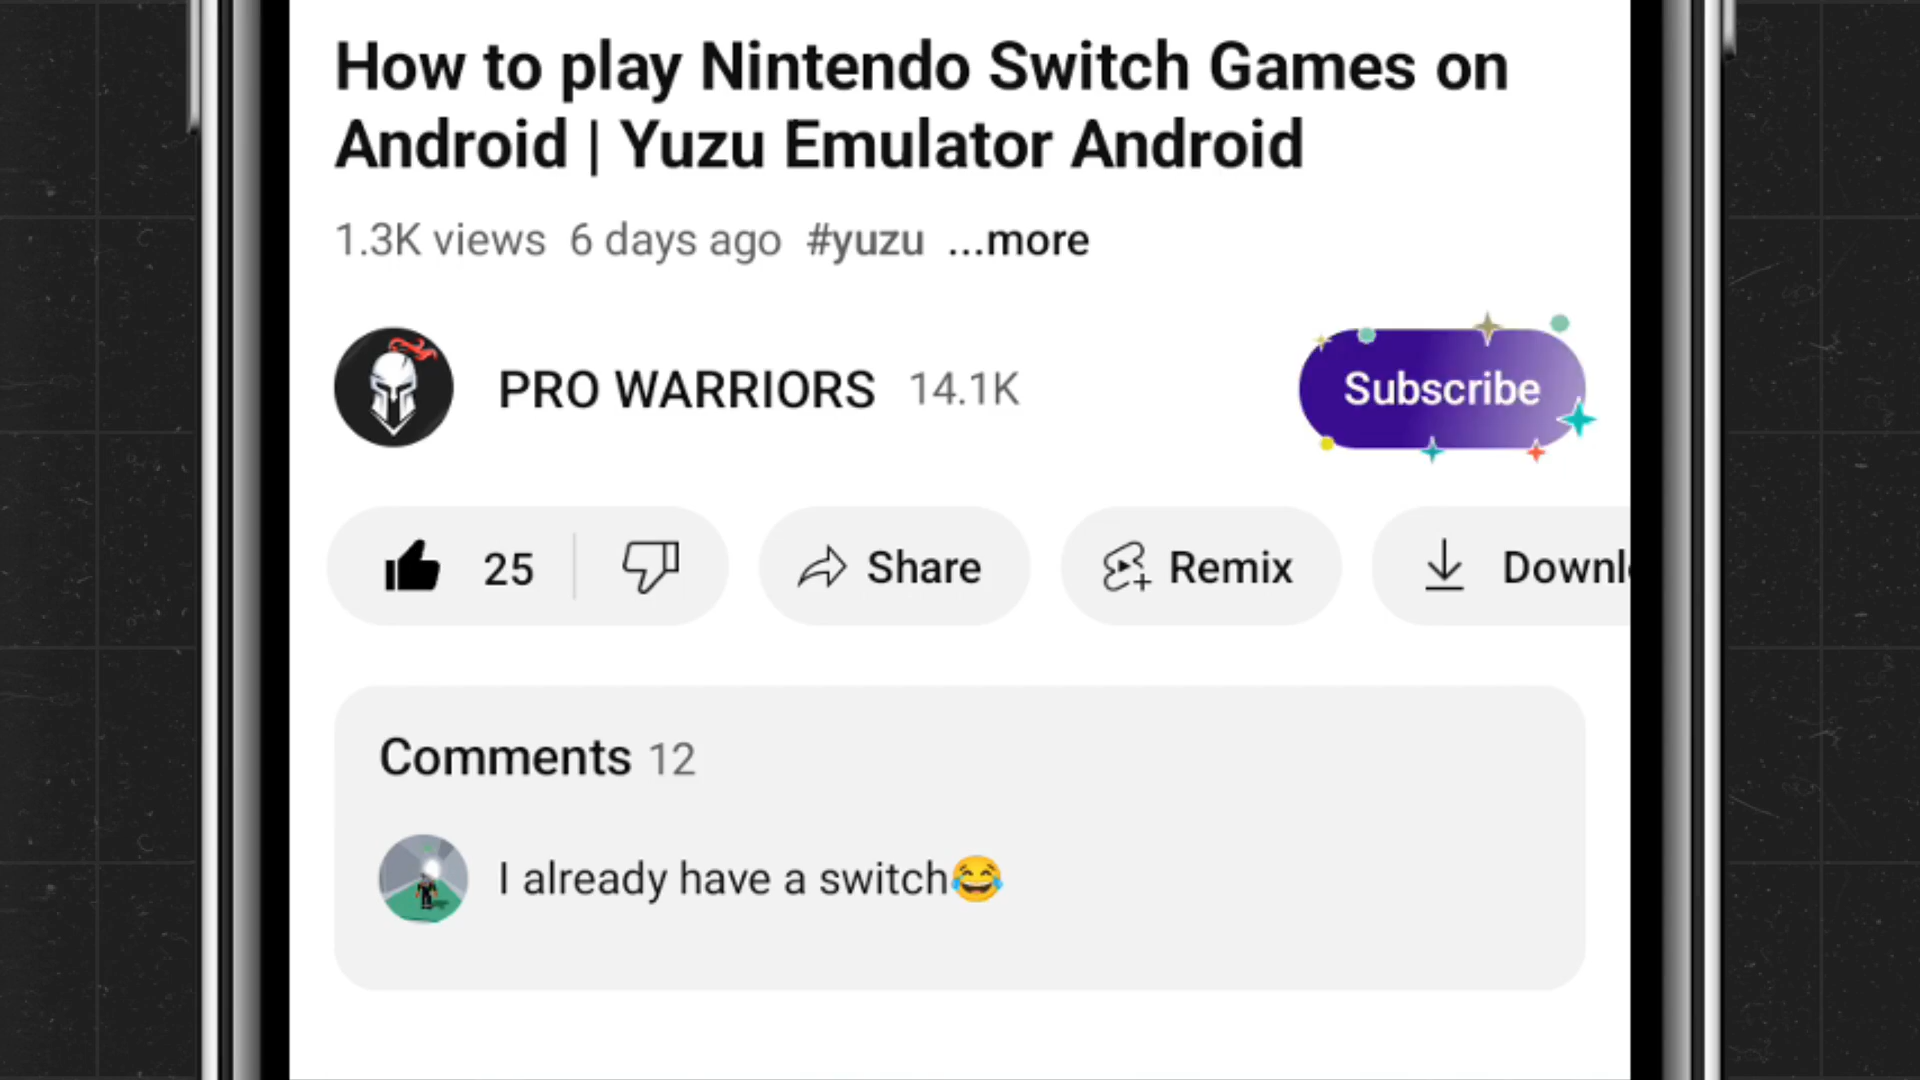 How to play Nintendo Switch Games on
Android | Yuzu Emulator Android
1.3K views 6 days ago #yuzu ...more
PRO WARRIORS 14.1K
Subscribe
25
Share
Remix
Downl
Comments 12
I already have a switch😂